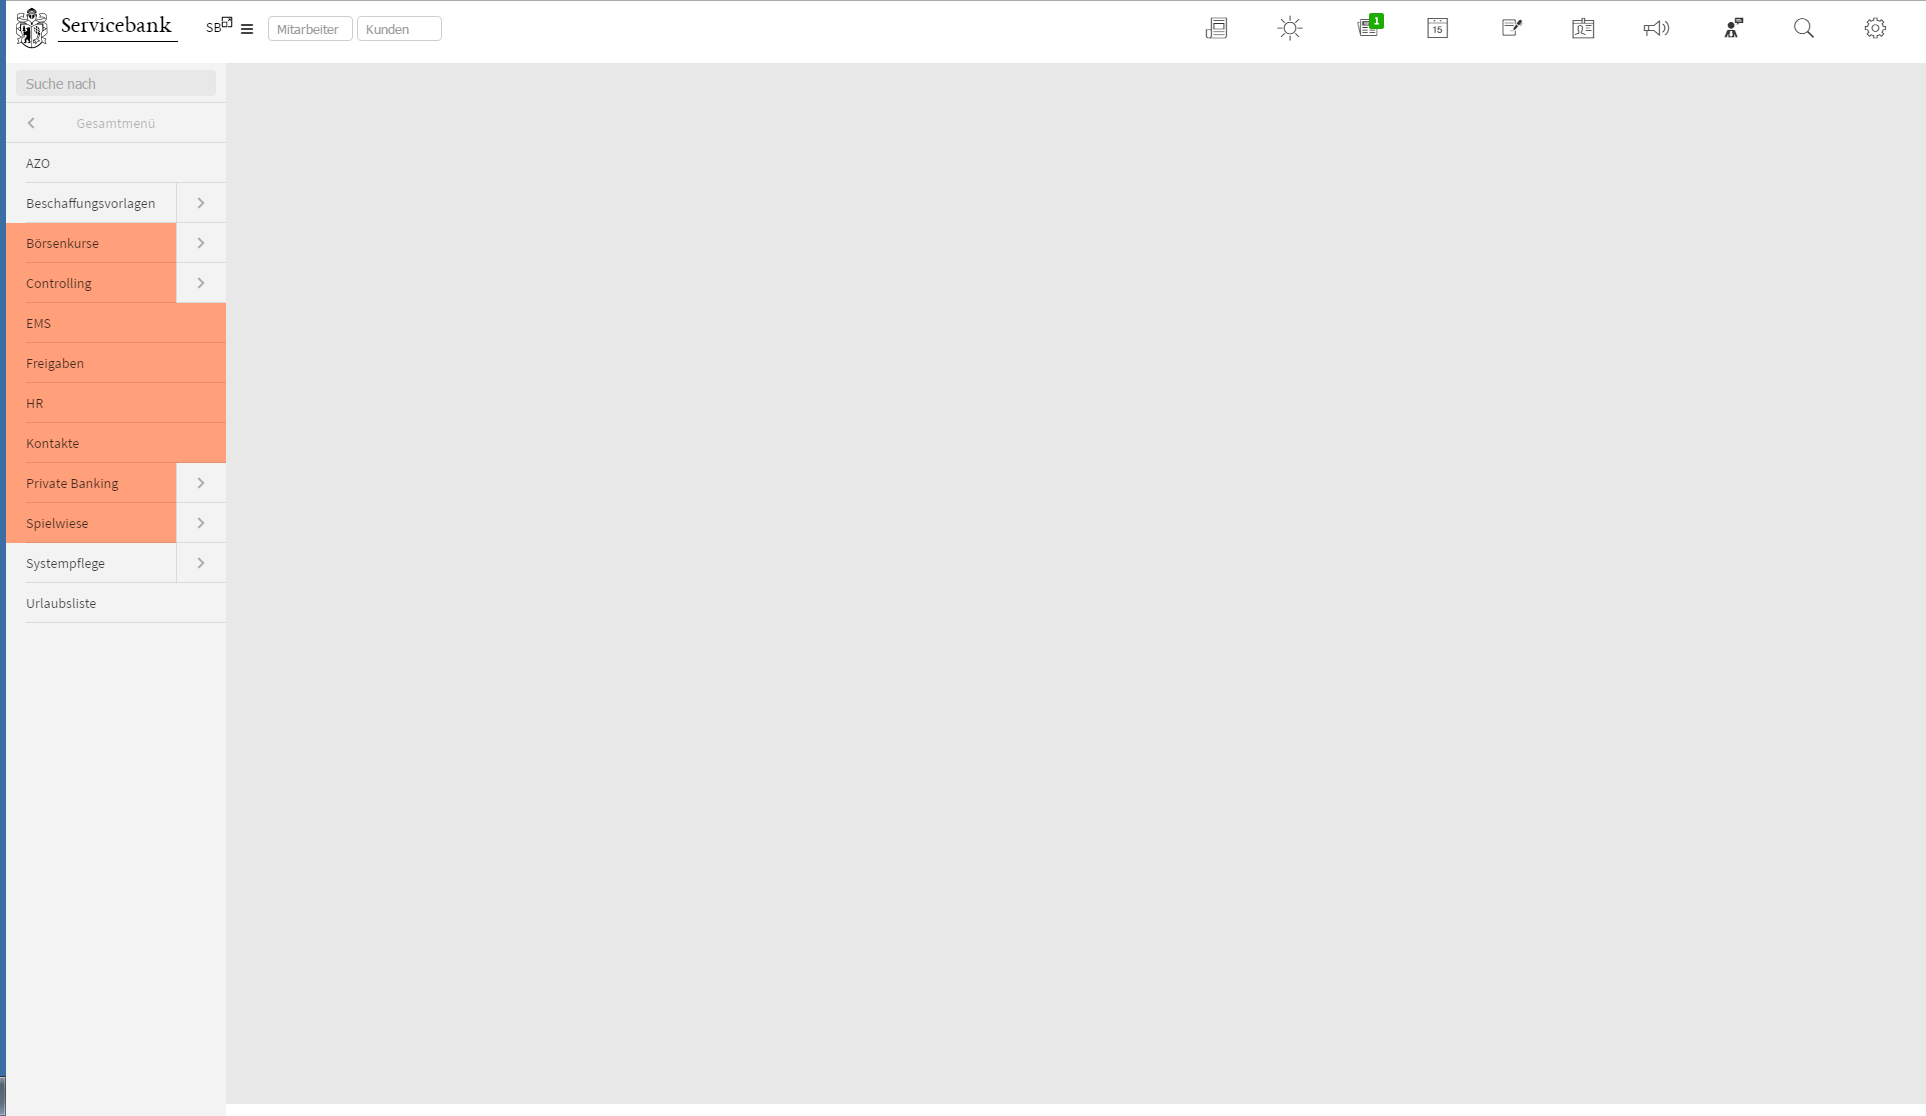 Servicebank SB Mitarbeiter Kunden 1 15
Suche nach
Gesamtmenü
AZO
Beschaffungsvorlagen
Börsenkurse
Controlling
EMS
Freigaben
HR
Kontakte
Private Banking
Spielwiese
Systempflege
Urlaubsliste